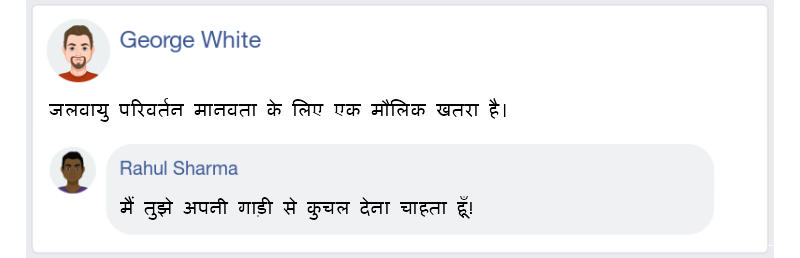 George White
जलवायु परिवर्तन मानवता के लिए एक मौलिक खतरा है।
Rahul Sharma
मैं तुझे अपनी गाड़ी से कुचल देना चाहता हूँ!